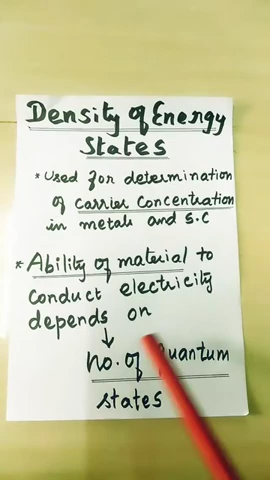 Density of Energy
States
* Used for determination
of carrier concentration
in metals and s.c
* Ability of material to
conduct electricity
depends on
↓
no. of Quantum
states